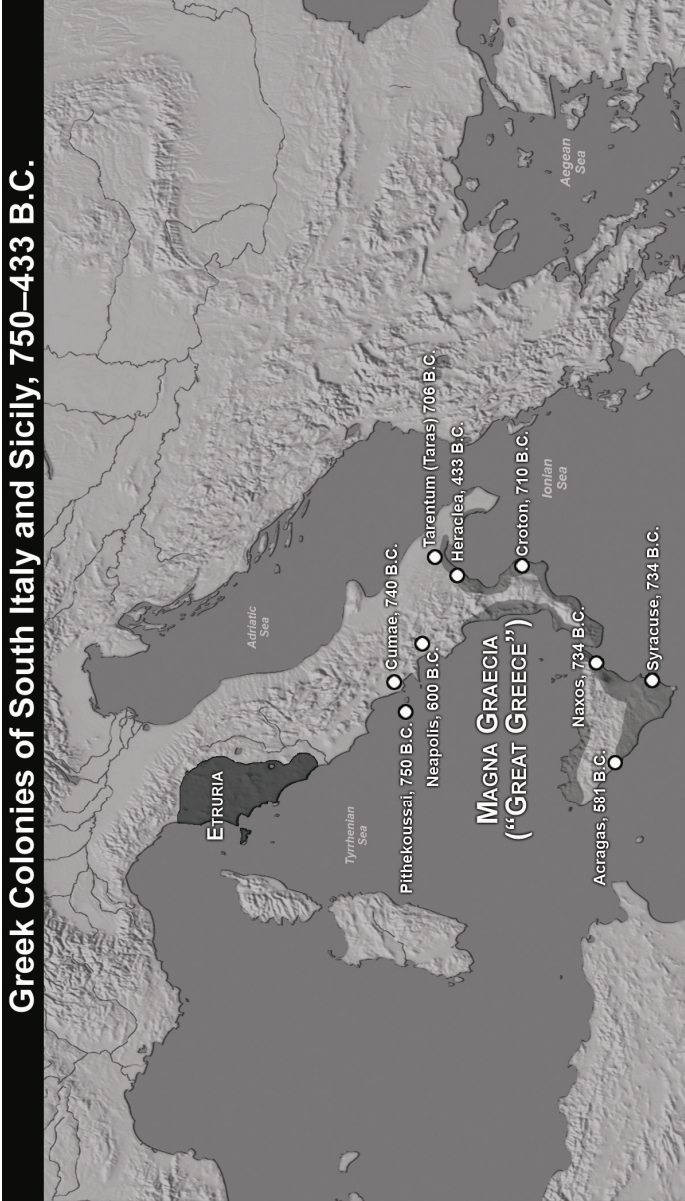 Greek Colonies of South Italy and Sicily, 750–433 B.C.
Adriatic
Sea
Aegean
Sea
ETRURIA
Tyrrhenian
Sea
Cumae, 740 B.C.
Pithekoussai, 750 B.C.
Neapolis, 600 B.C.
Tarentum (Taras) 706 B.C.
Heraclea, 433 B.C.
MAGNA GRAECIA
(“GREAT GREECE”)
Croton, 710 B.C.
Ionian
Sea
Naxos, 734 B.C.
Acragas, 581 B.C.
Syracuse, 734 B.C.